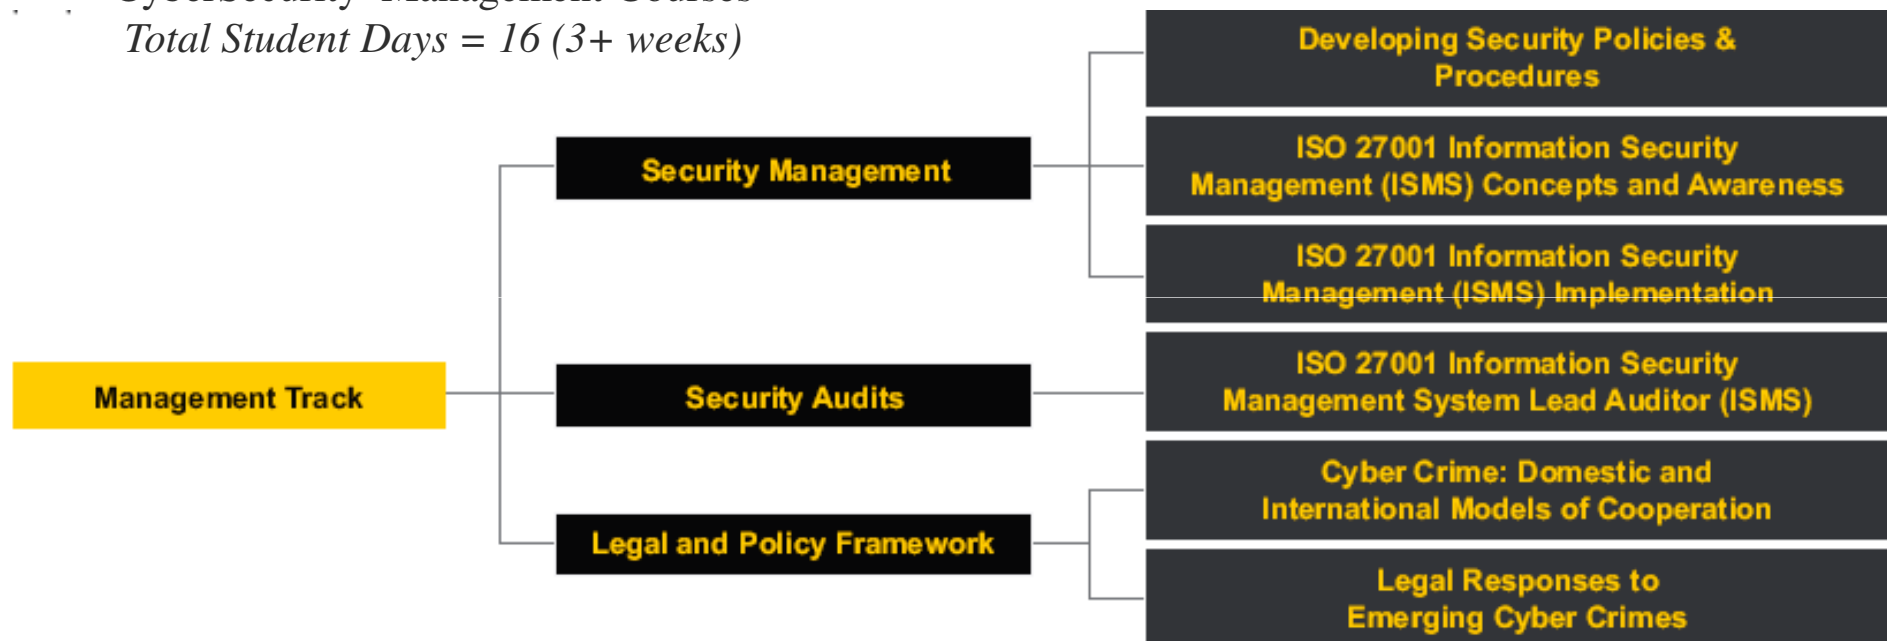 CyberSecurity Management Courses
Total Student Days = 16 (3+ weeks)
Developing Security Policies &
Procedures
Security Management
ISO 27001 Information Security
Management (ISMS) Concepts and Awareness
ISO 27001 Information Security
Management (ISMS) Implementation
Management Track
Security Audits
ISO 27001 Information Security
Management System Lead Auditor (ISMS)
Legal and Policy Framework
Cyber Crime: Domestic and
International Models of Cooperation
Legal Responses to
Emerging Cyber Crimes